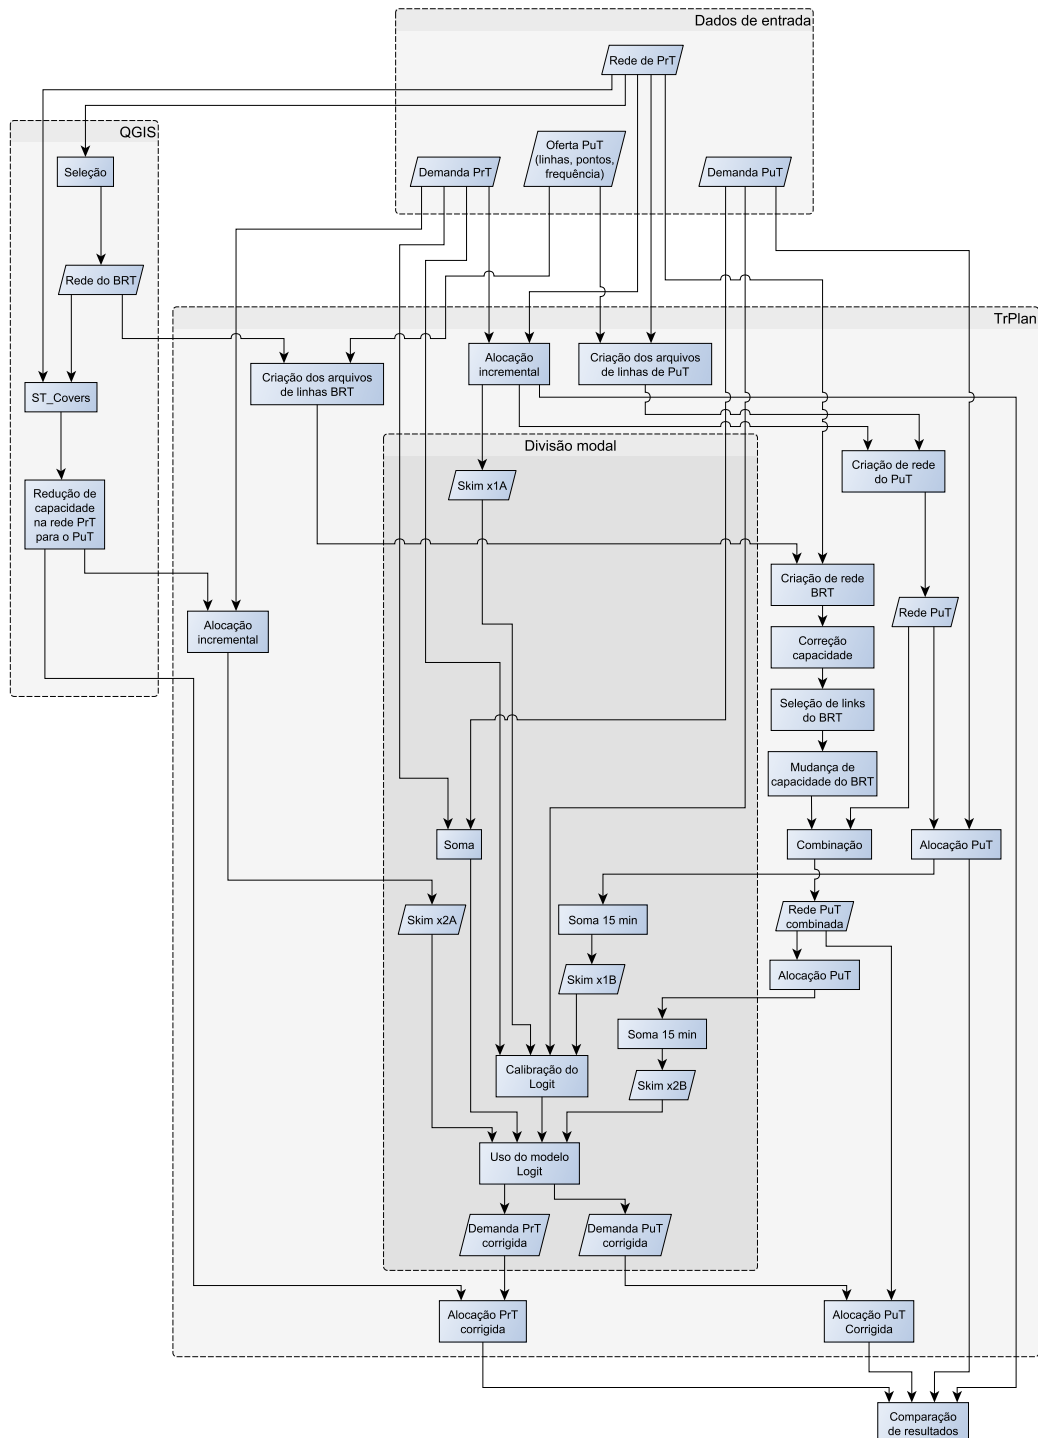 Dados de entrada
Rede de PrT
QGIS
Oferta PuT
(linhas, pontos,
frequência)
Seleção
Demanda PrT
Demanda PuT
Rede do BRT
TrPlan
Criação dos arquivos
de linhas BRT
Alocação
incremental
Criação dos arquivos
de linhas de PuT
ST_Covers
Divisão modal
Criação de rede
do PuT
Skim x1A
Redução de
capacidade
na rede PrT
para o PuT
Criação de rede
BRT
Rede PuT
Alocação
incremental
Correção
capacidade
Seleção de links
do BRT
Mudança de
capacidade do BRT
Soma
Combinação
Alocação PuT
Skim x2A
Soma 15 min
Rede PuT
combinada
Alocação PuT
Skim x1B
Soma 15 min
Calibração do
Logit
Skim x2B
Uso do modelo
Logit
Demanda PrT
corrigida
Demanda PuT
corrigida
Alocação PrT
corrigida
Alocação PuT
Corrigida
Comparação
de resultados